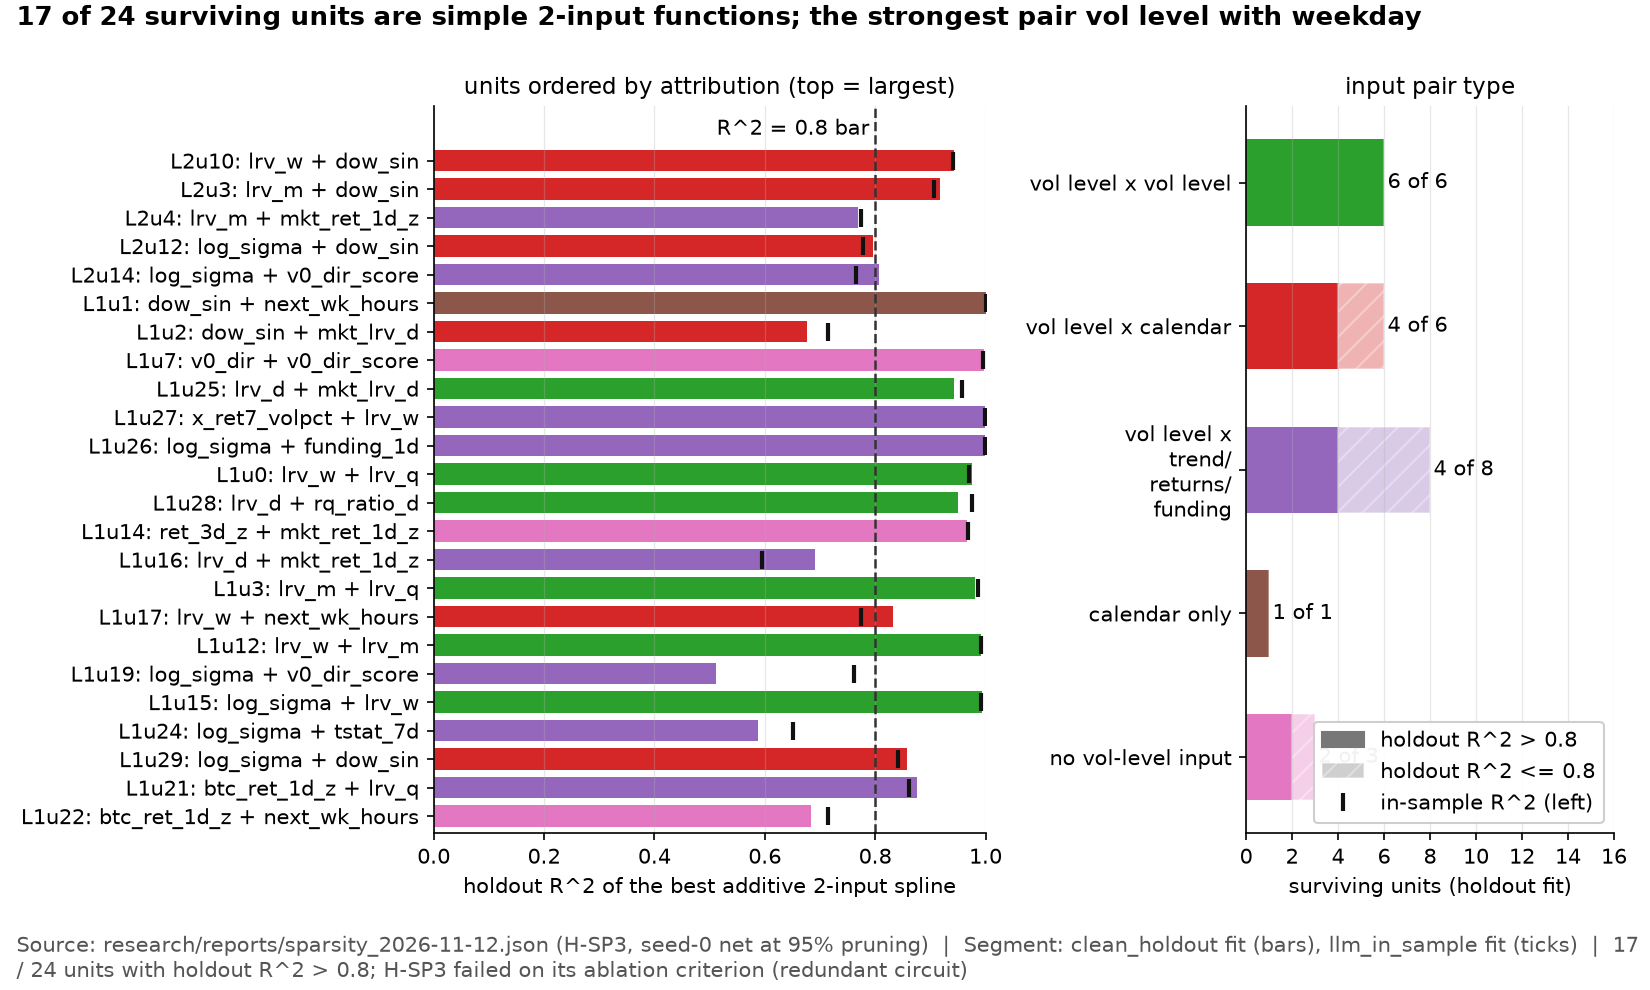 17 of 24 surviving units are simple 2-input functions; the strongest pair vol level with weekday
units ordered by attribution (top = largest)
R^2 = 0.8 bar
L2u10: lrv_w + dow_sin
L2u3: lrv_m + dow_sin
L2u4: lrv_m + mkt_ret_1d_z
L2u12: log_sigma + dow_sin
L2u14: log_sigma + v0_dir_score
L1u1: dow_sin + next_wk_hours
L1u2: dow_sin + mkt_lrv_d
L1u7: v0_dir + v0_dir_score
L1u25: lrv_d + mkt_lrv_d
L1u27: x_ret7_volpct + lrv_w
L1u26: log_sigma + funding_1d
L1u0: lrv_w + lrv_q
L1u28: lrv_d + rq_ratio_d
L1u14: ret_3d_z + mkt_ret_1d_z
L1u16: lrv_d + mkt_ret_1d_z
L1u3: lrv_m + lrv_q
L1u17: lrv_w + next_wk_hours
L1u12: lrv_w + lrv_m
L1u19: log_sigma + v0_dir_score
L1u15: log_sigma + lrv_w
L1u24: log_sigma + tstat_7d
L1u29: log_sigma + dow_sin
L1u21: btc_ret_1d_z + lrv_q
L1u22: btc_ret_1d_z + next_wk_hours
0.0 0.2 0.4 0.6 0.8 1.0
holdout R^2 of the best additive 2-input spline
input pair type
vol level x vol level
6 of 6
vol level x calendar
4 of 6
vol level x
trend/
returns/
funding
4 of 8
calendar only
1 of 1
no vol-level input
2 of 3
holdout R^2 > 0.8
holdout R^2 <= 0.8
in-sample R^2 (left)
0 2 4 6 8 10 12 14 16
surviving units (holdout fit)
Source: research/reports/sparsity_2026-11-12.json (H-SP3, seed-0 net at 95% pruning) | Segment: clean_holdout fit (bars), llm_in_sample fit (ticks) | 17
/ 24 units with holdout R^2 > 0.8; H-SP3 failed on its ablation criterion (redundant circuit)